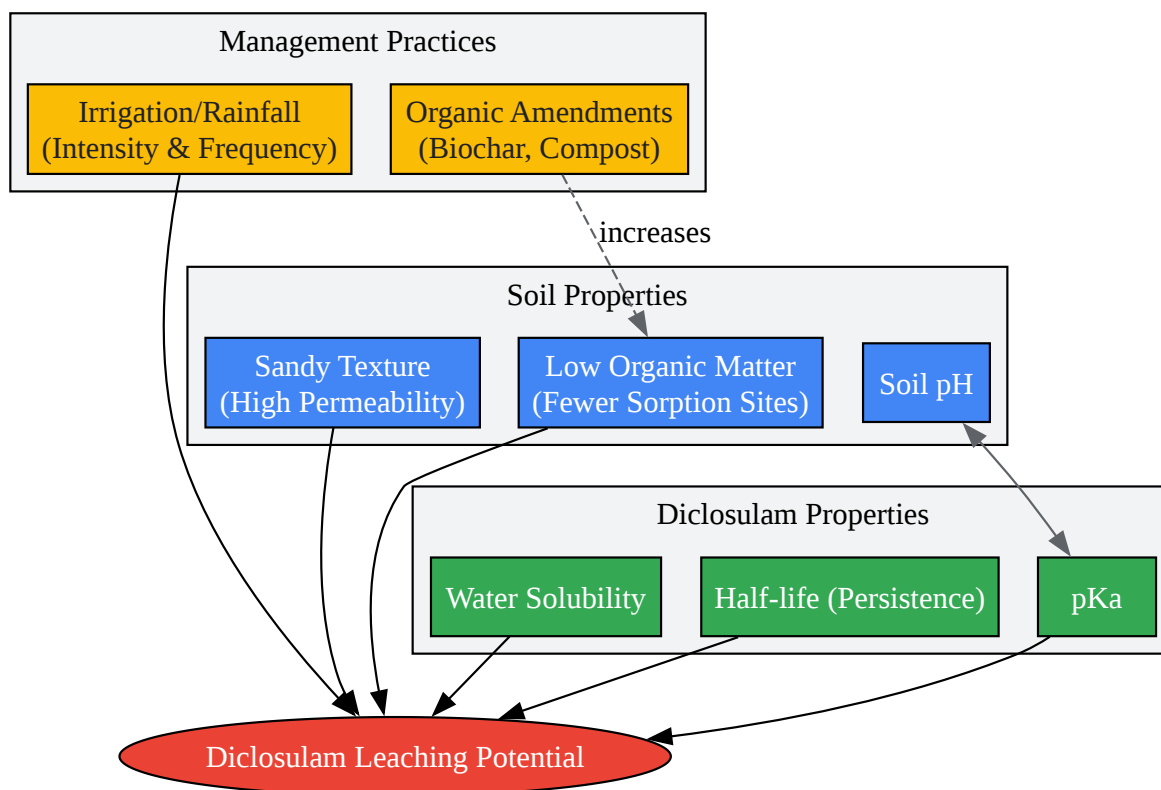 Management Practices
Irrigation/Rainfall
(Intensity & Frequency)
Organic Amendments
(Biochar, Compost)
increases
Soil Properties
Sandy Texture
(High Permeability)
Low Organic Matter
(Fewer Sorption Sites)
Soil pH
Diclosulam Properties
Water Solubility
Half-life (Persistence)
pKa
Diclosulam Leaching Potential